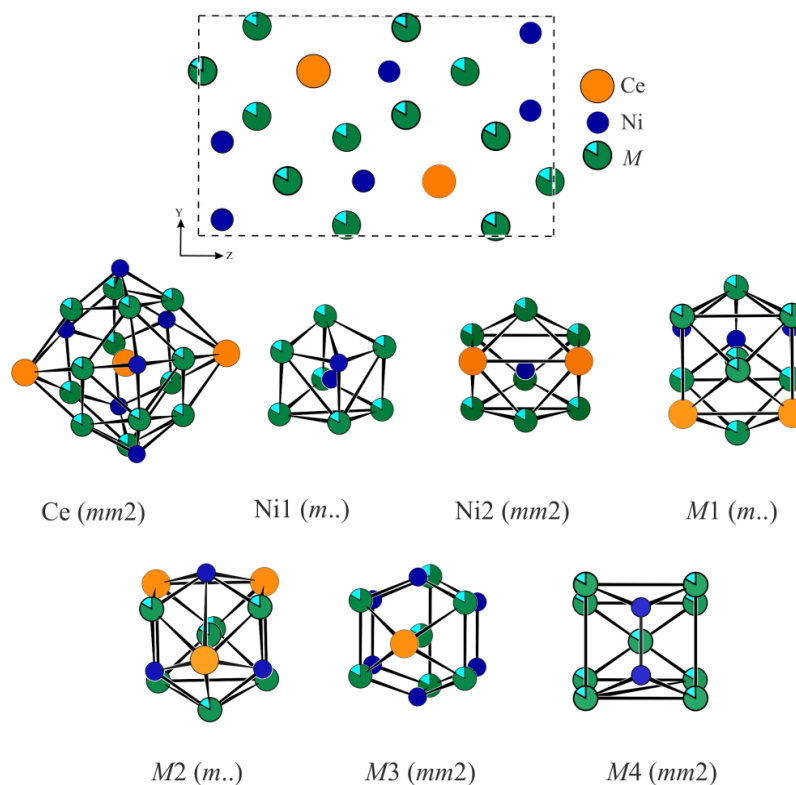 Ce
Ni
M
Y
Z
Ce (mm2)
Ni1 (m..)
Ni2 (mm2)
M1 (m..)
M2 (m..)
M3 (mm2)
M4 (mm2)